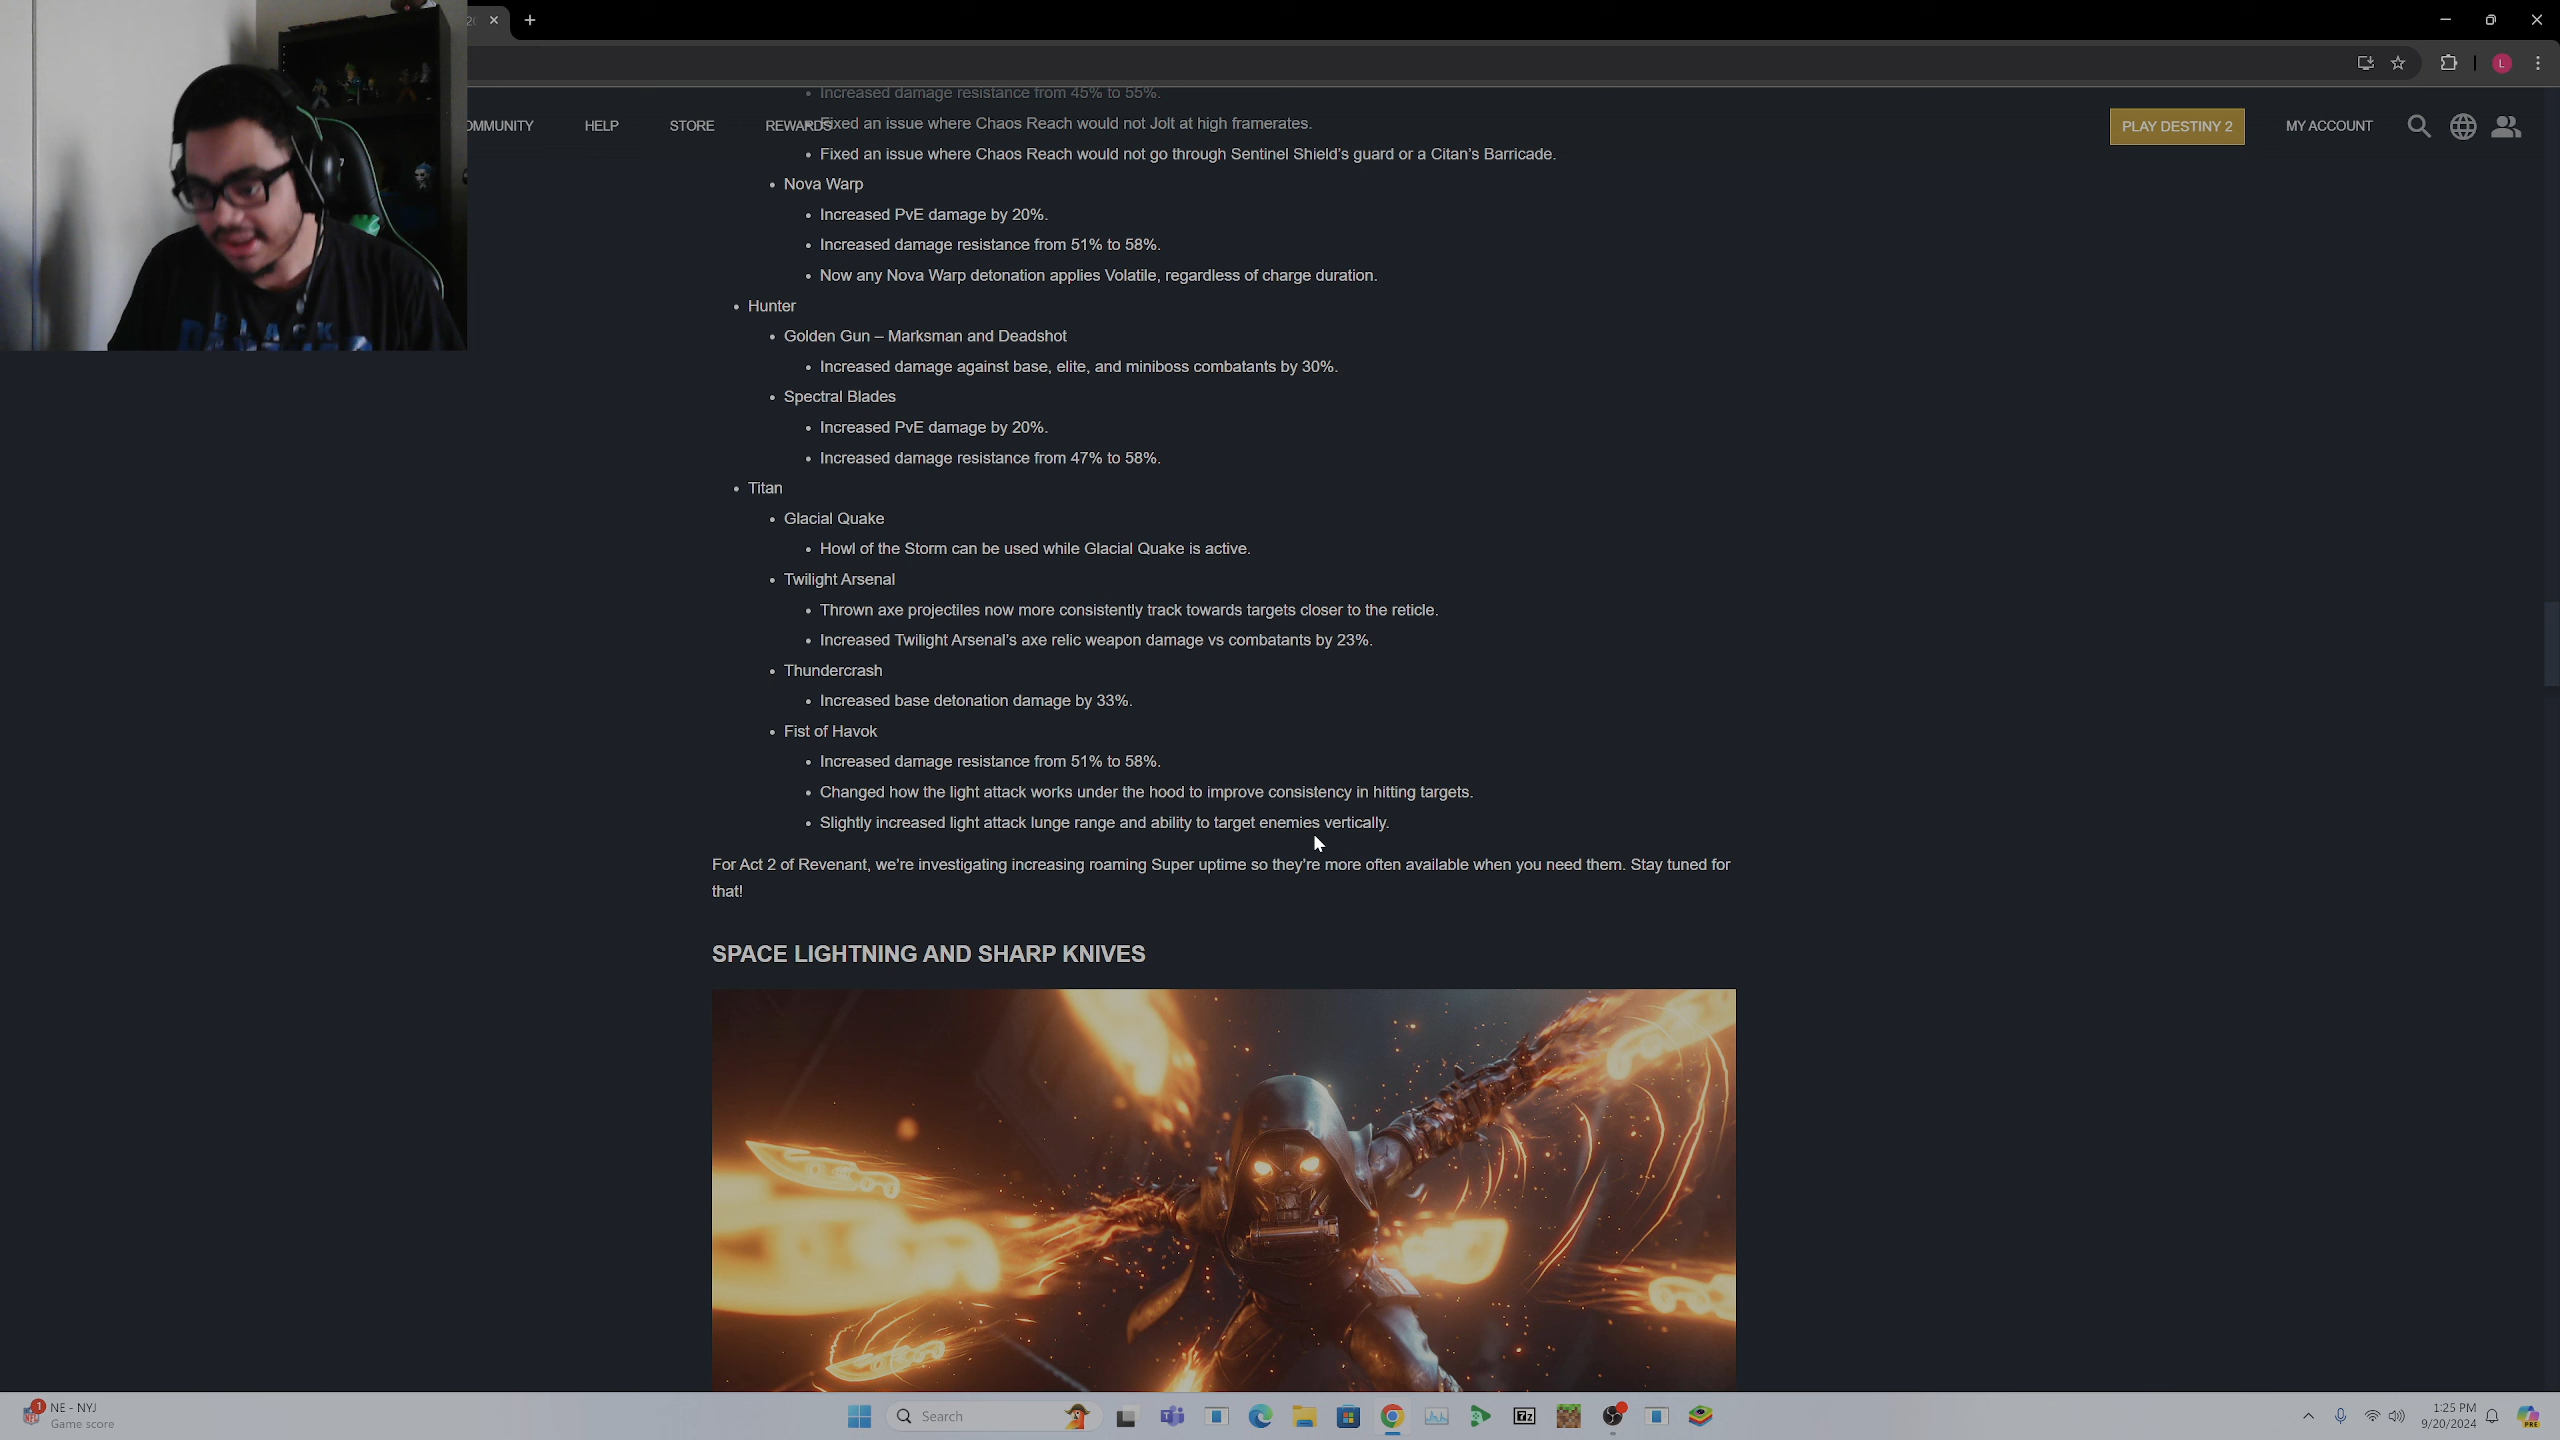 2(
OMMUNITY
HELP
STORE
REWARDS
PLAY DESTINY 2
MY ACCOUNT
L
• Increased damage resistance from 45% to 55%.
• Fixed an issue where Chaos Reach would not Jolt at high framerates.
• Fixed an issue where Chaos Reach would not go through Sentinel Shield’s guard or a Citan’s Barricade.
• Nova Warp
• Increased PvE damage by 20%.
• Increased damage resistance from 51% to 58%.
• Now any Nova Warp detonation applies Volatile, regardless of charge duration.
• Hunter
• Golden Gun – Marksman and Deadshot
• Increased damage against base, elite, and miniboss combatants by 30%.
• Spectral Blades
• Increased PvE damage by 20%.
• Increased damage resistance from 47% to 58%.
• Titan
• Glacial Quake
• Howl of the Storm can be used while Glacial Quake is active.
• Twilight Arsenal
• Thrown axe projectiles now more consistently track towards targets closer to the reticle.
• Increased Twilight Arsenal’s axe relic weapon damage vs combatants by 23%.
• Thundercrash
• Increased base detonation damage by 33%.
• Fist of Havok
• Increased damage resistance from 51% to 58%.
• Changed how the light attack works under the hood to improve consistency in hitting targets.
• Slightly increased light attack lunge range and ability to target enemies vertically.
For Act 2 of Revenant, we’re investigating increasing roaming Super uptime so they’re more often available when you need them. Stay tuned for
that!
SPACE LIGHTNING AND SHARP KNIVES
BLACK
1
NE - NYJ
Game score
Search
7z
1:25 PM
9/20/2024
PRE